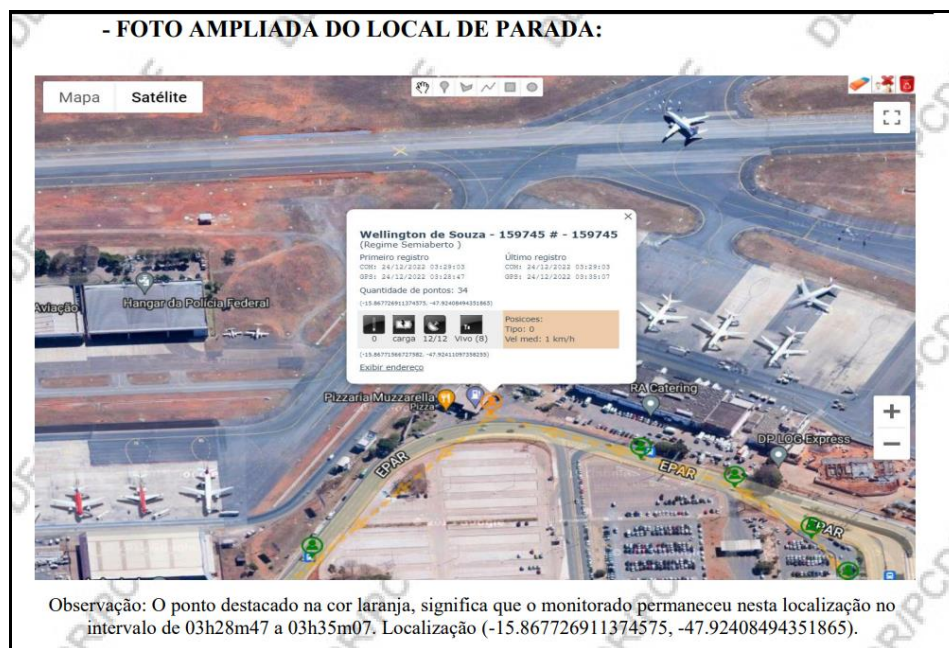 - FOTO AMPLIADA DO LOCAL DE PARADA:
Mapa Satélite
Wellington de Souza - 159745 # - 159745
(Regime Semiaberto )
Primeiro registro Último registro
COM: 24/12/2022 03:29:03 COM: 24/12/2022 03:29:03
GPS: 24/12/2022 03:28:47 GPS: 24/12/2022 03:35:07
Quantidade de pontos: 34
(-15.867726911374575, -47.92408494351865)
Posicoes:
Tipo: 0
Vel med: 1 km/h
0 carga 12/12 Vivo (8)
Exibir endereço
Aviação
Hangar da Polícia Federal
Pizzaria Muzzarella
Pizza
RA Catering
DP LOG Express
EPAR
EPAR
EPAR
Observação: O ponto destacado na cor laranja, significa que o monitorado permaneceu nesta localização no
intervalo de 03h28m47 a 03h35m07. Localização (-15.867726911374575, -47.92408494351865).